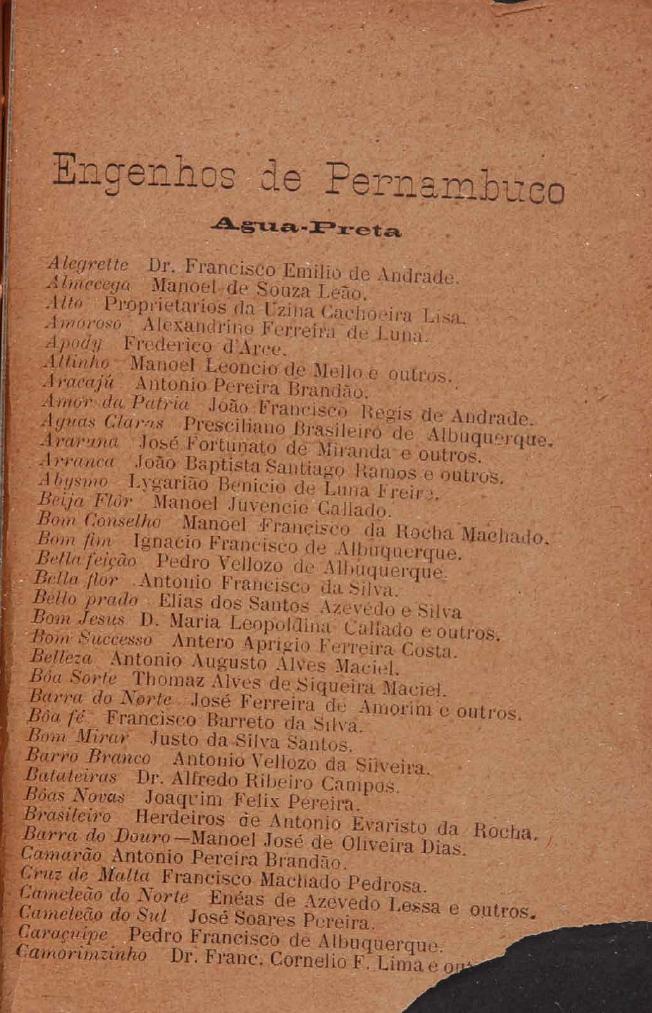 Engenhos de Pernambuco
Agua-Preta
Alegrette Dr. Francisco Emilio de Andrade.
Almecega Manoel de Souza Leão.
Alto Proprietarios da Uzina Cachoeira Lisa.
Amoroso Alexandrino Ferreira de Luna.
Apody Frederico d'Arce.
Altinho Manoel Leoncio de Mello e outros.
Aracajú Antonio Pereira Brandão.
Amor da Patria João Francisco Regis de Andrade.
Aguas Claras Presciliano Brasileiro de Albuquerque.
Araruna José Fortunato de Miranda e outros.
Arranca João Baptista Santiago Ramos e outros.
Abysmo Lygarião Benicio de Luna Freire.
Beija Flôr Manoel Juvencie Callado.
Bom Conselho Manoel Francisco da Rocha Machado.
Bom fim Ignacio Francisco de Albuquerque.
Bella feição Pedro Vellozo de Albuquerque.
Bella flor Antonio Francisco da Silva.
Bello prado Elias dos Santos Azevedo e Silva
Bom Jesus D. Maria Leopoldina Callado e outros.
Bom Successo Antero Aprigio Ferreira Costa.
Belleza Antonio Augusto Alves Maciel.
Bôa Sorte Thomaz Alves de Siqueira Maciel.
Barra do Norte José Ferreira de Amorim e outros.
Bôa fé Francisco Barreto da Silva.
Bom Mirar Justo da Silva Santos.
Barro Branco Antonio Vellozo da Silveira.
Batateiras Dr. Alfredo Ribeiro Campos.
Bôas Novas Joaquim Felix Pereira.
Brasileiro Herdeiros de Antonio Evaristo da Rocha.
Barra do Douro—Manoel José de Oliveira Dias.
Camarão Antonio Pereira Brandão.
Cruz de Malta Francisco Machado Pedrosa.
Cameleão do Norte Enéas de Azevedo Lessa e outros.
Cameleão do Sul José Soares Pereira.
Caraçuipe Pedro Francisco de Albuquerque.
Camorimzinho Dr. Franc. Cornelio F. Lima e